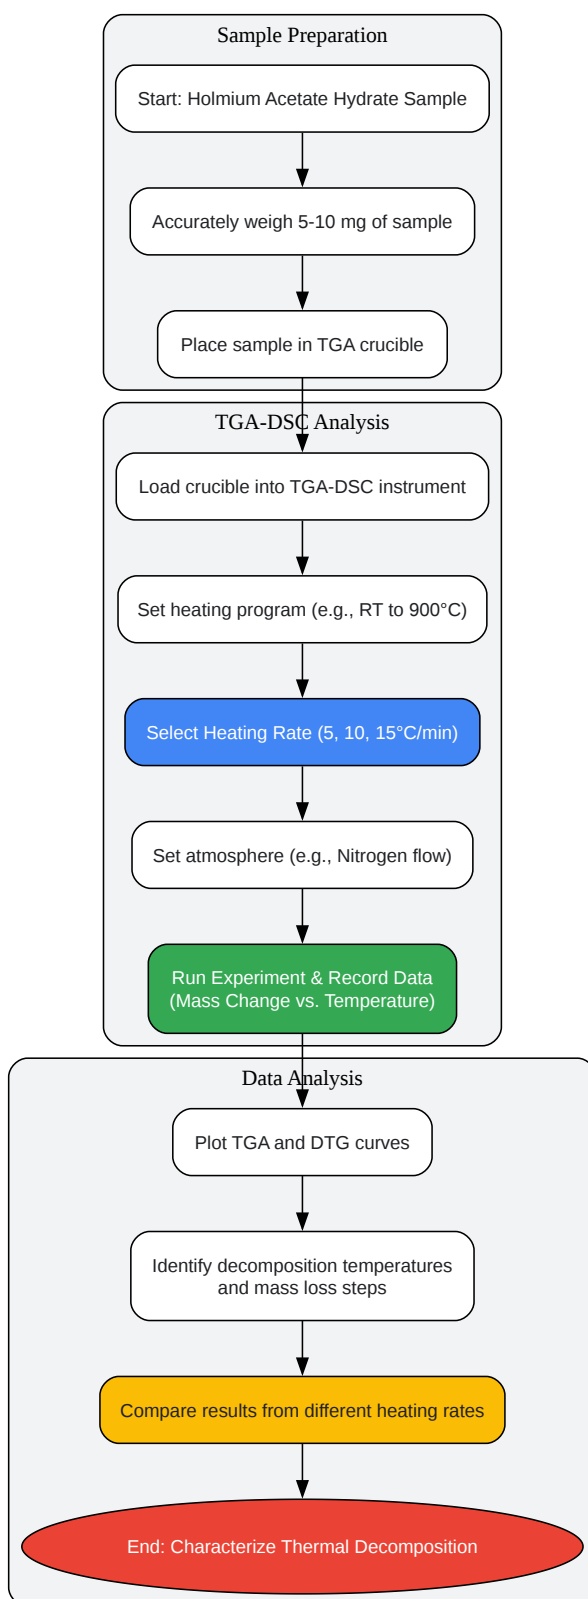 Sample Preparation
Start: Holmium Acetate Hydrate Sample
Accurately weigh 5-10 mg of sample
Place sample in TGA crucible
TGA-DSC Analysis
Load crucible into TGA-DSC instrument
Set heating program (e.g., RT to 900°C)
Select Heating Rate (5, 10, 15°C/min)
Set atmosphere (e.g., Nitrogen flow)
Run Experiment & Record Data
(Mass Change vs. Temperature)
Data Analysis
Plot TGA and DTG curves
Identify decomposition temperatures
and mass loss steps
Compare results from different heating rates
End: Characterize Thermal Decomposition